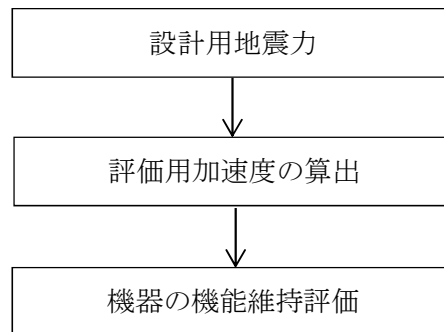 設計用地震力
評価用加速度の算出
機器の機能維持評価